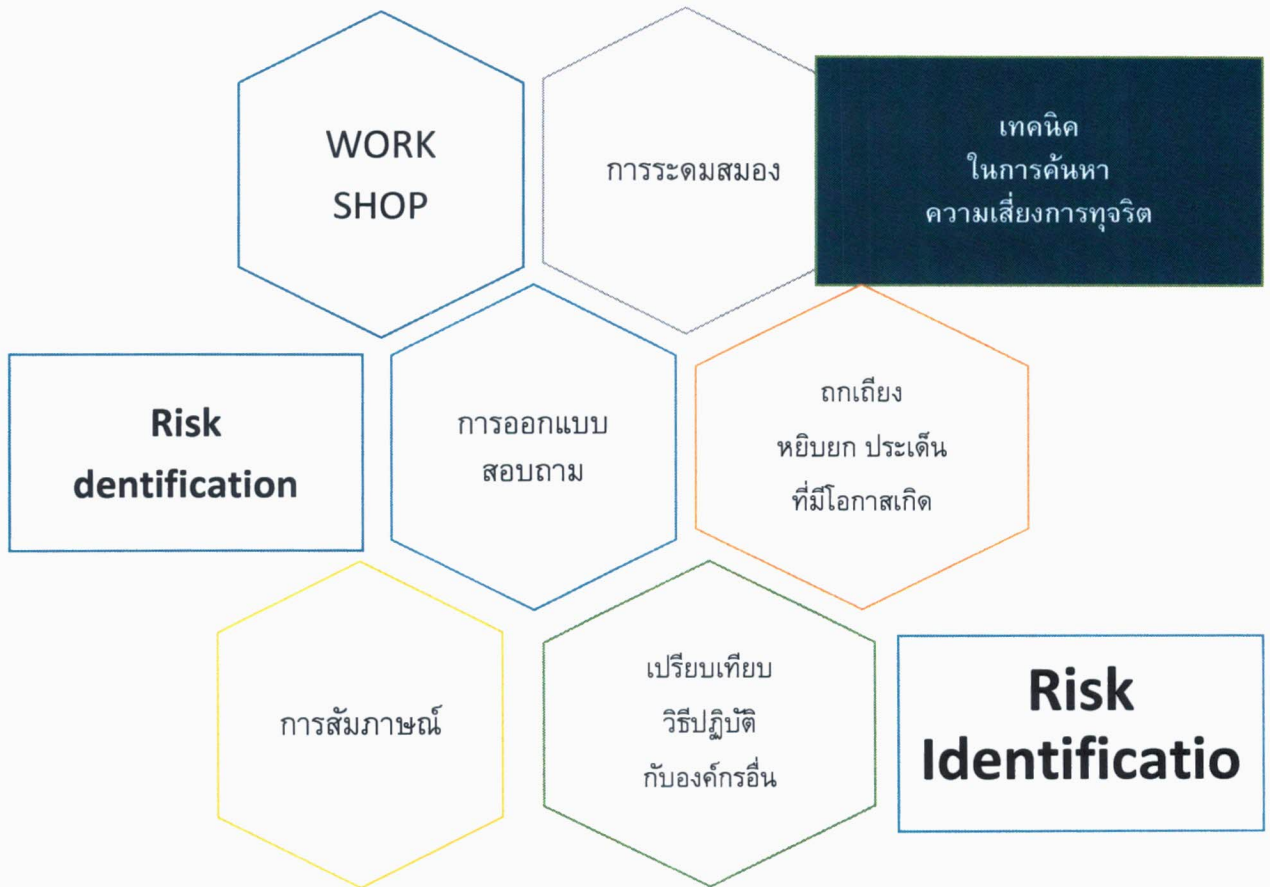 WORK
SHOP
การระดมสมอง
เทคนิค
ในการค้นหา
ความเสี่ยงการทุจริต
Risk
dentification
การออกแบบ
สอบถาม
ถกเถียง
หยิบยก ประเด็น
ที่มีโอกาสเกิด
การสัมภาษณ์
เปรียบเทียบ
วิธีปฏิบัติ
กับองค์กรอื่น
Risk
Identificatio